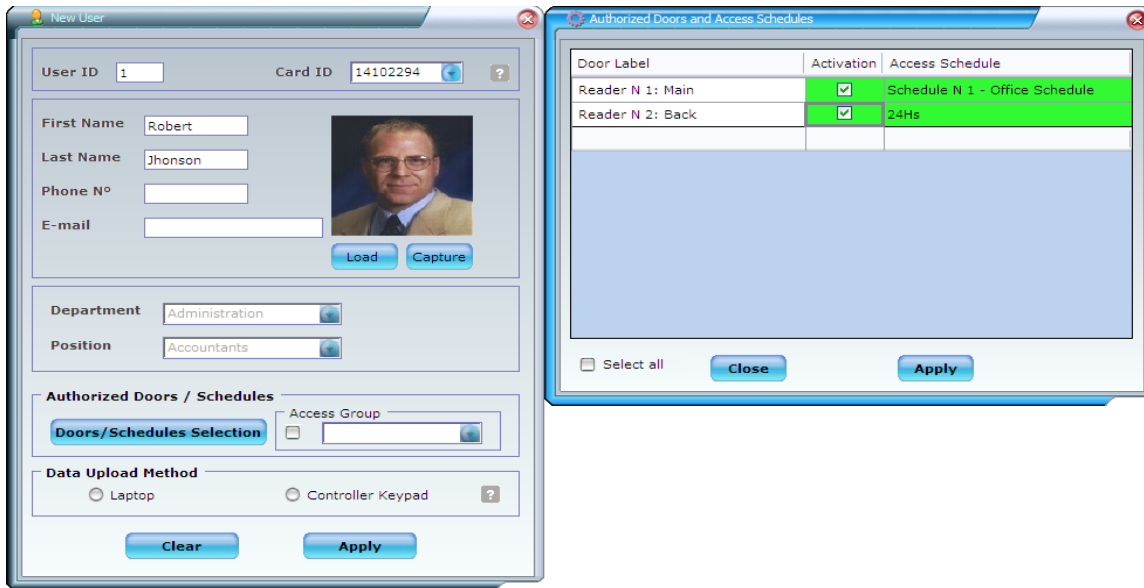 New User
User ID 1 Card ID 14102294 ?
First Name Robert
Last Name Jhonson
Phone Nº
E-mail
Load Capture
Department Administration
Position Accountants
Authorized Doors / Schedules
Access Group
Doors/Schedules Selection
Data Upload Method
Laptop Controller Keypad ?
Clear Apply
Authorized Doors and Access Schedules
Door Label Activation Access Schedule
Reader N 1: Main Schedule N 1 - Office Schedule
Reader N 2: Back 24Hs
Select all Close Apply